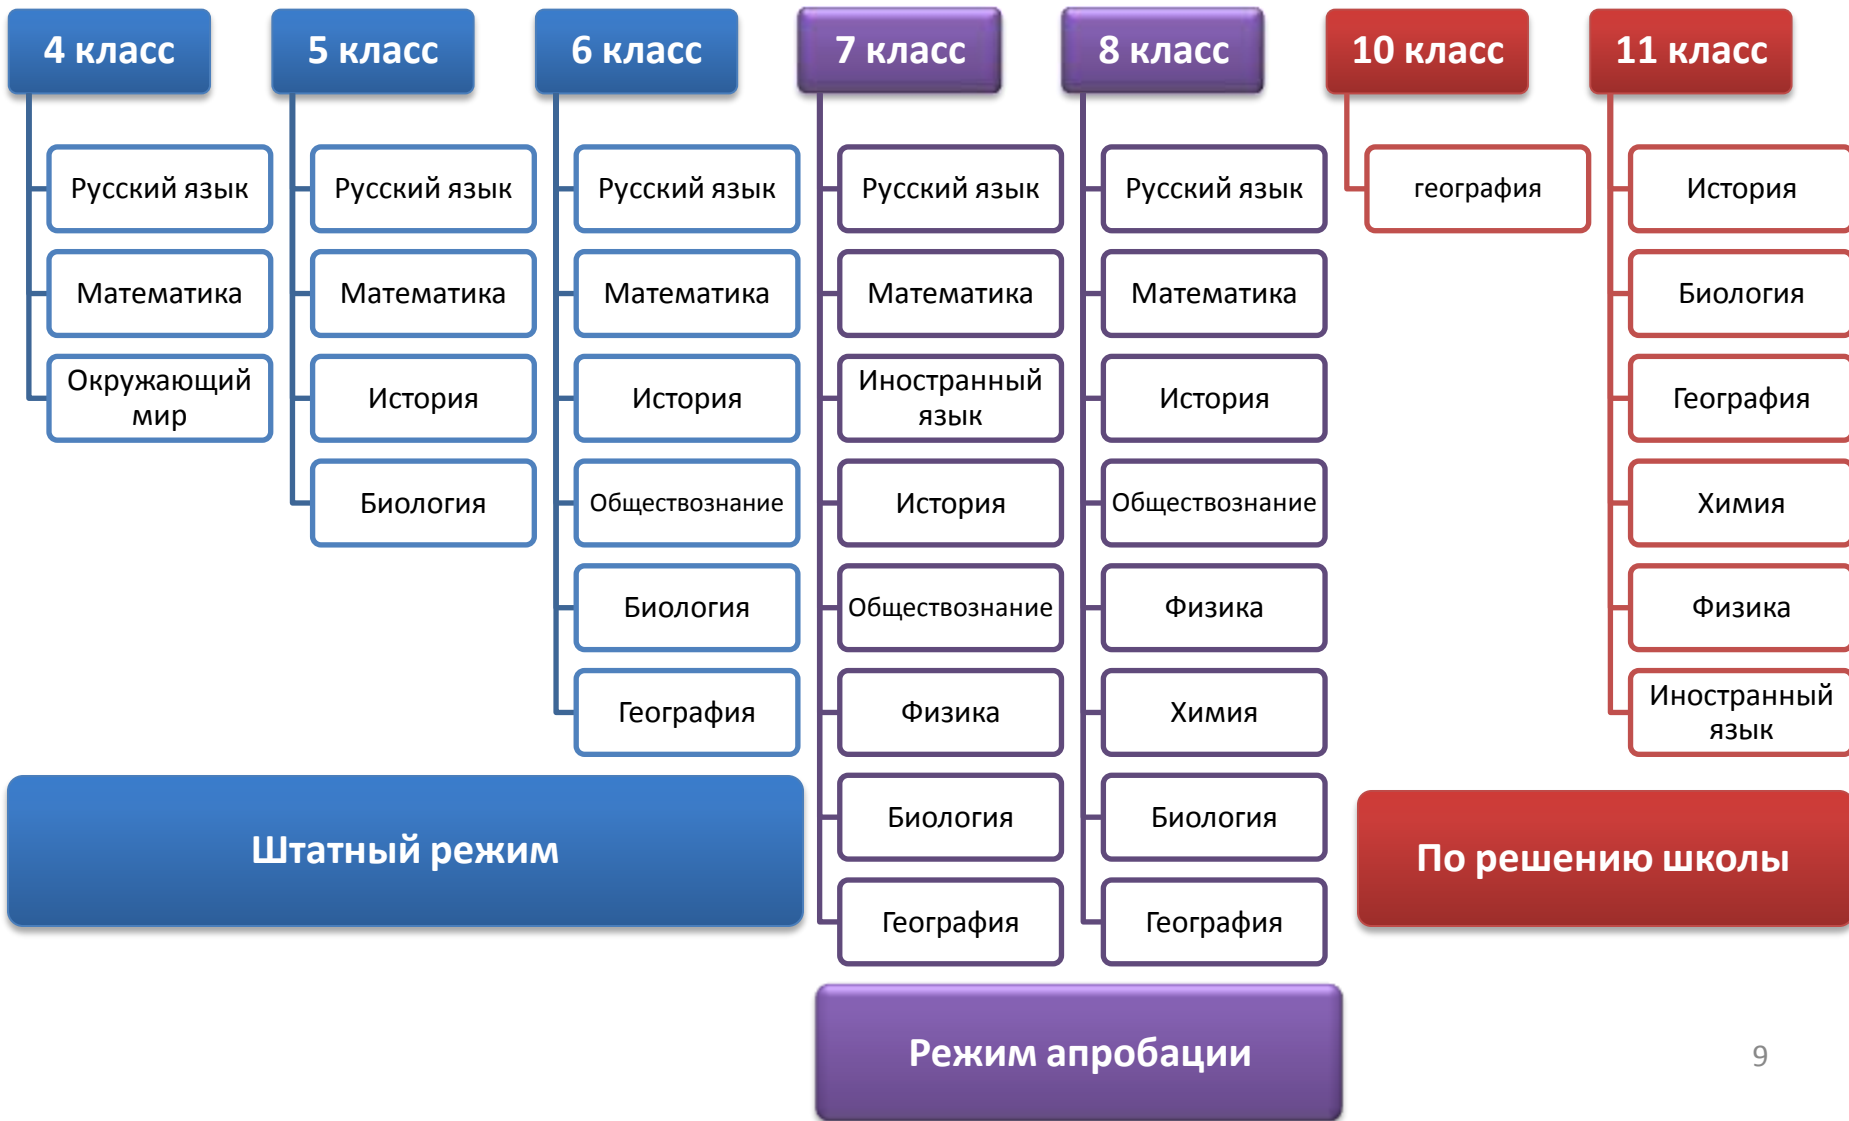 4 класс
5 класс
6 класс
7 класс
8 класс
10 класс
11 класс
Русский язык
Математика
Окружающий
мир
Русский язык
Математика
История
Биология
Русский язык
Математика
История
Обществознание
Биология
География
Русский язык
Математика
Иностранный
язык
История
Обществознание
Физика
Биология
География
Русский язык
Математика
История
Обществознание
Физика
Химия
Биология
География
география
История
Биология
География
Химия
Физика
Иностранный
язык
Штатный режим
По решению школы
Режим апробации
9